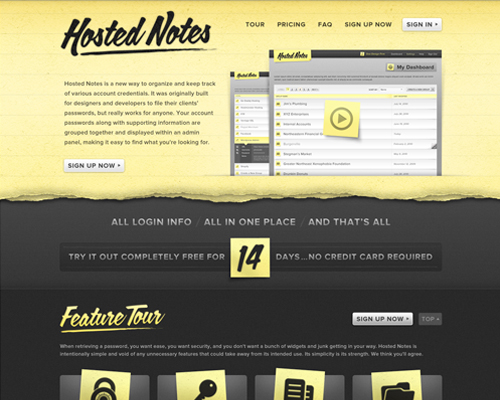 Hosted Notes
TOUR PRICING FAQ SIGN UP NOW SIGN IN
Hosted Notes
My Dashboard
Hosted Notes is a new way to organize and keep track
of various account credentials. It was originally built
for designers and developers to file their clients'
passwords, but really works for anyone. Your account
passwords along with supporting information are
grouped together and displayed within an admin
panel, making it easy to find what you're looking for.
Jim's Plumbing
XYZ Enterprises
Internal Accounts
SIGN UP NOW
ALL LOGIN INFO / ALL IN ONE PLACE / AND THAT'S ALL
TRY IT OUT COMPLETELY FREE FOR 14 DAYS...NO CREDIT CARD REQUIRED
Feature Tour
SIGN UP NOW TOP
When retrieving a password, you want ease, you want security, and you don't want a bunch of widgets and junk getting in your way. Hosted Notes is
intentionally simple and void of any unnecessary features that could take away from its intended use. Its simplicity is its strength. We think you'll agree.